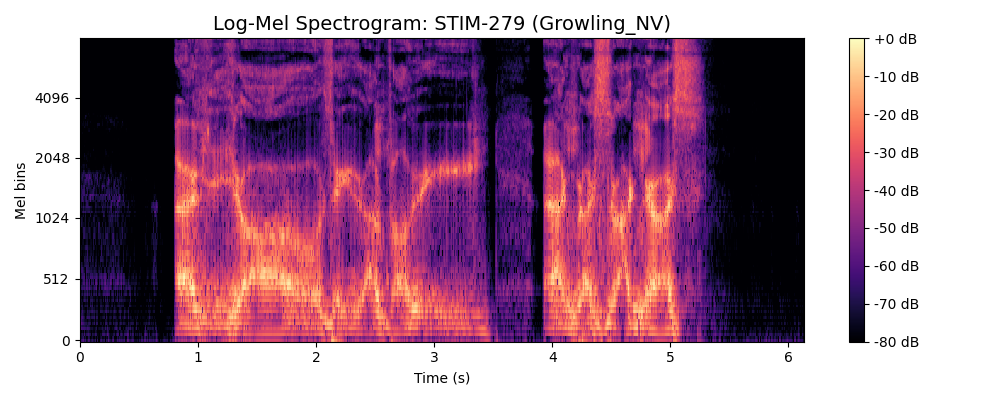 Log-Mel Spectrogram: STIM-279 (Growling_NV)
Mel bins
4096
2048
1024
512
0
0 1 2 3 4 5 6
Time (s)
+0 dB
-10 dB
-20 dB
-30 dB
-40 dB
-50 dB
-60 dB
-70 dB
-80 dB